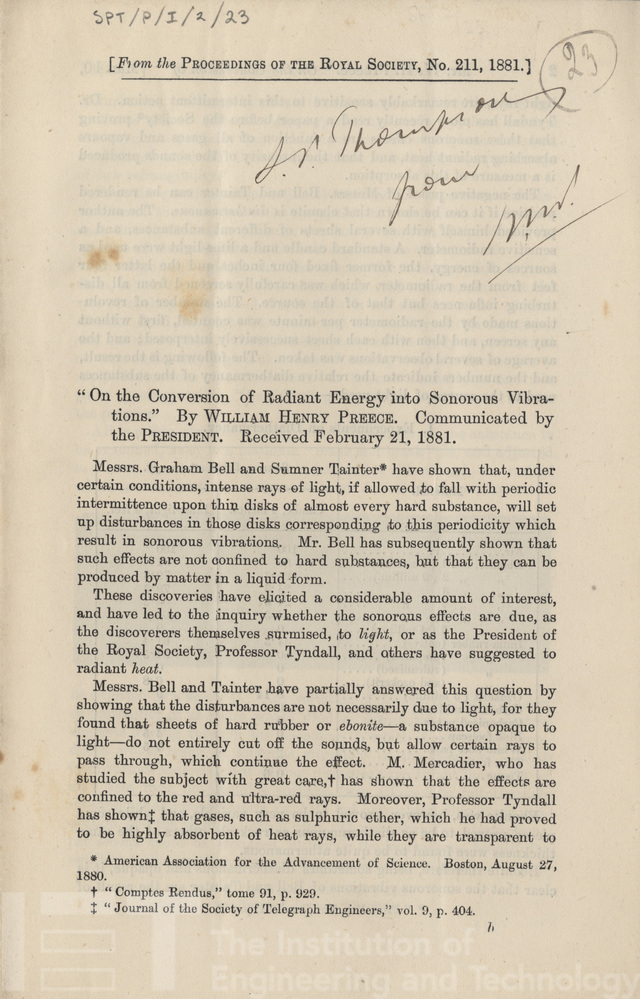 SPT/P/I/2/23
[From the PROCEEDINGS OF THE ROYAL SOCIETY, No. 211, 1881.]
23
S.P. Thompson
from
"On the Conversion of Radiant Energy into Sonorous Vibra-
tions." By WILLIAM HENRY PREECE. Communicated by
the PRESIDENT. Received February 21, 1881.
Messrs. Graham Bell and Sumner Tainter* have shown that, under
certain conditions, intense rays of light, if allowed to fall with periodic
intermittence upon thin disks of almost every hard substance, will set
up disturbances in those disks corresponding to this periodicity which
result in sonorous vibrations. Mr. Bell has subsequently shown that
such effects are not confined to hard substances, but that they can be
produced by matter in a liquid form.
These discoveries have elicited a considerable amount of interest,
and have led to the inquiry whether the sonorous effects are due, as
the discoverers themselves surmised, to light, or as the President of
the Royal Society, Professor Tyndall, and others have suggested to
radiant heat.
Messrs. Bell and Tainter have partially answered this question by
showing that the disturbances are not necessarily due to light, for they
found that sheets of hard rubber or ebonite—a substance opaque to
light—do not entirely cut off the sounds, but allow certain rays to
pass through, which continue the effect. M. Mercadier, who has
studied the subject with great care,† has shown that the effects are
confined to the red and ultra-red rays. Moreover, Professor Tyndall
has shown‡ that gases, such as sulphuric ether, which he had proved
to be highly absorbent of heat rays, while they are transparent to
* American Association for the Advancement of Science. Boston, August 27,
1880.
† "Comptes Rendus," tome 91, p. 929.
‡ "Journal of the Society of Telegraph Engineers," vol. 9, p. 404.
b
The Institution of
Engineering and Technology